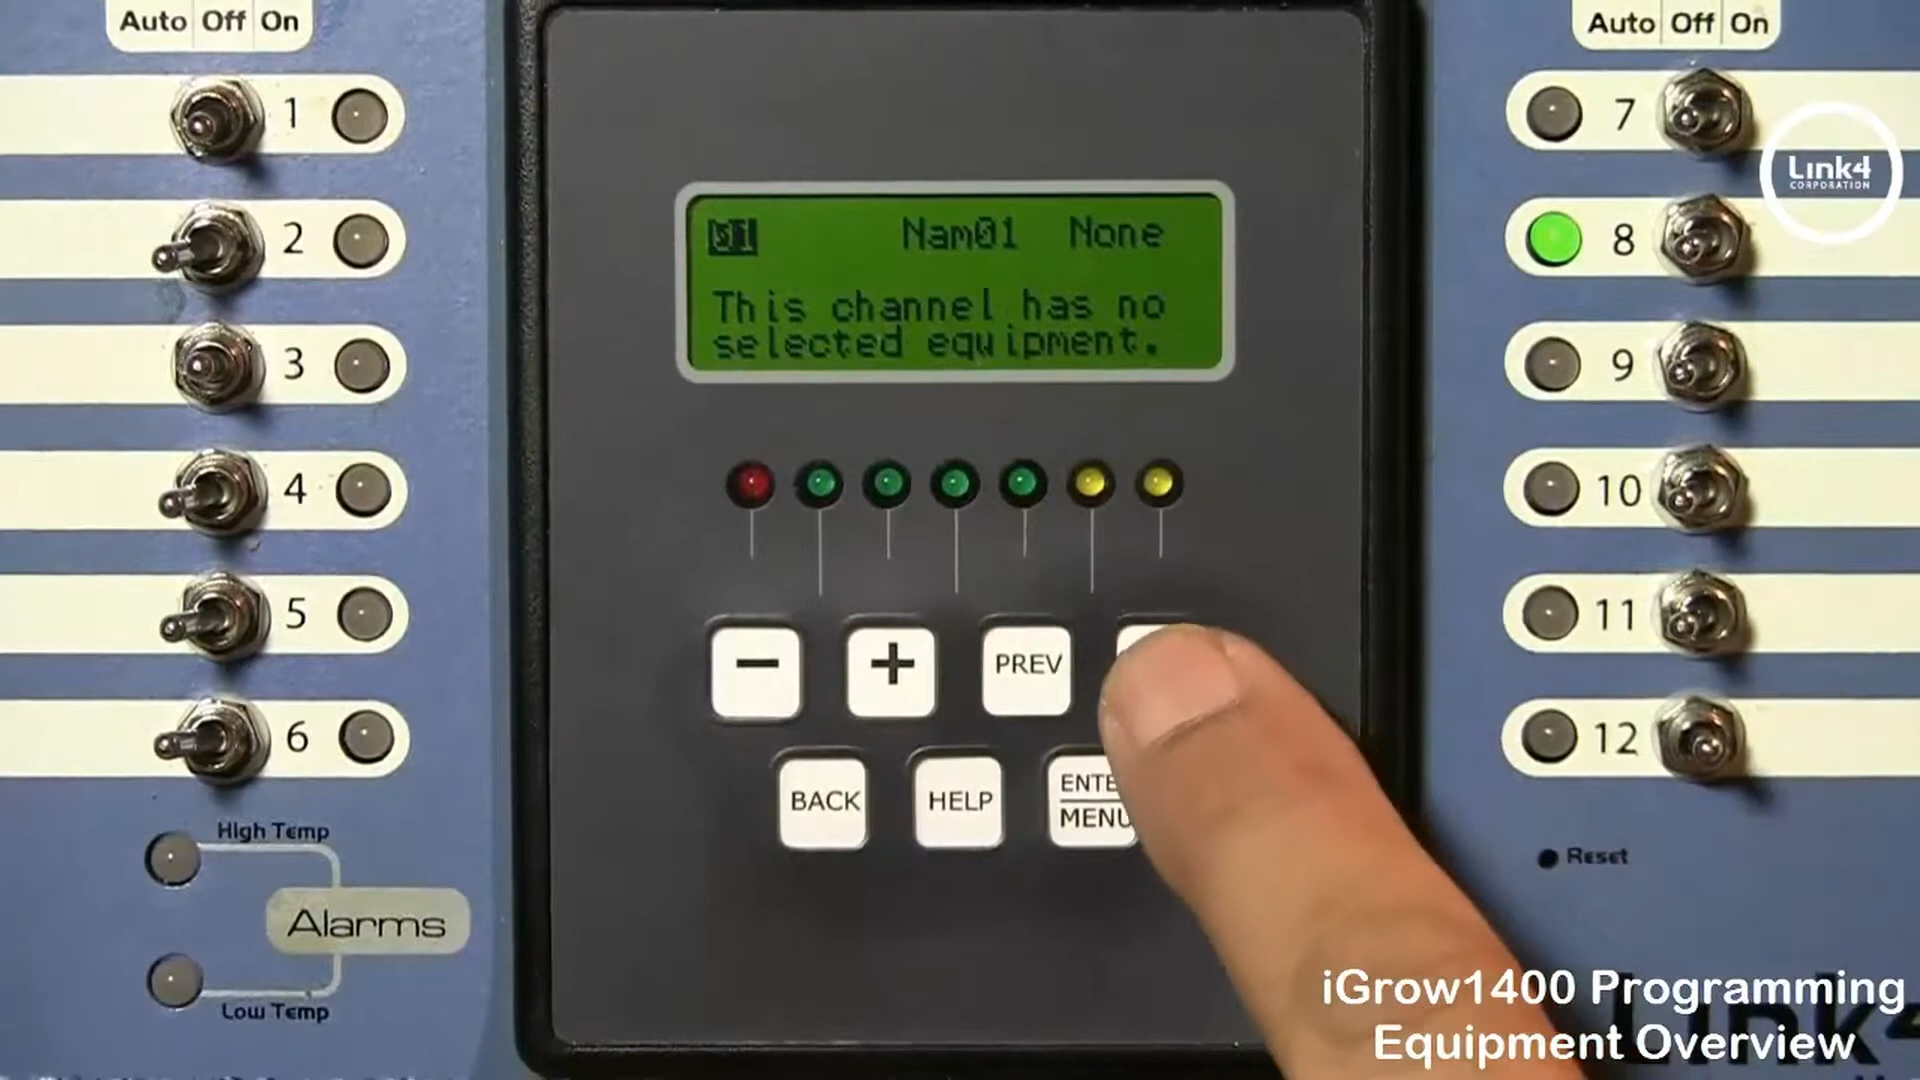 Auto Off On
1
2
3
4
5
6
High Temp
Alarms
Low Temp
01 Nam01 None
This channel has no
selected equipment.
− +
PREV
BACK HELP
MENU
Auto Off On
7
8
9
10
11
12
Reset
Link4
CORPORATION
iGrow1400 Programming
Equipment Overview
Link4